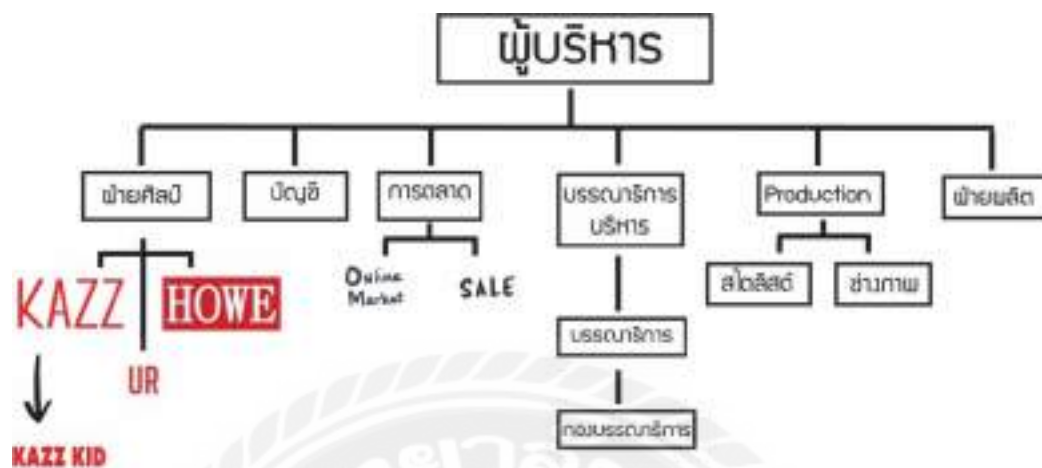 ผู้บริหาร
ฝ่ายศิลป์
บัญชี
การตลาด
บรรณาธิการ
บริหาร
Production
ฝ่ายผลิต
KAZZ
HOWE
Online
Market
SALE
สไตลิสต์
ช่างภาพ
UR
บรรณาธิการ
กองบรรณาธิการ
KAZZ KID